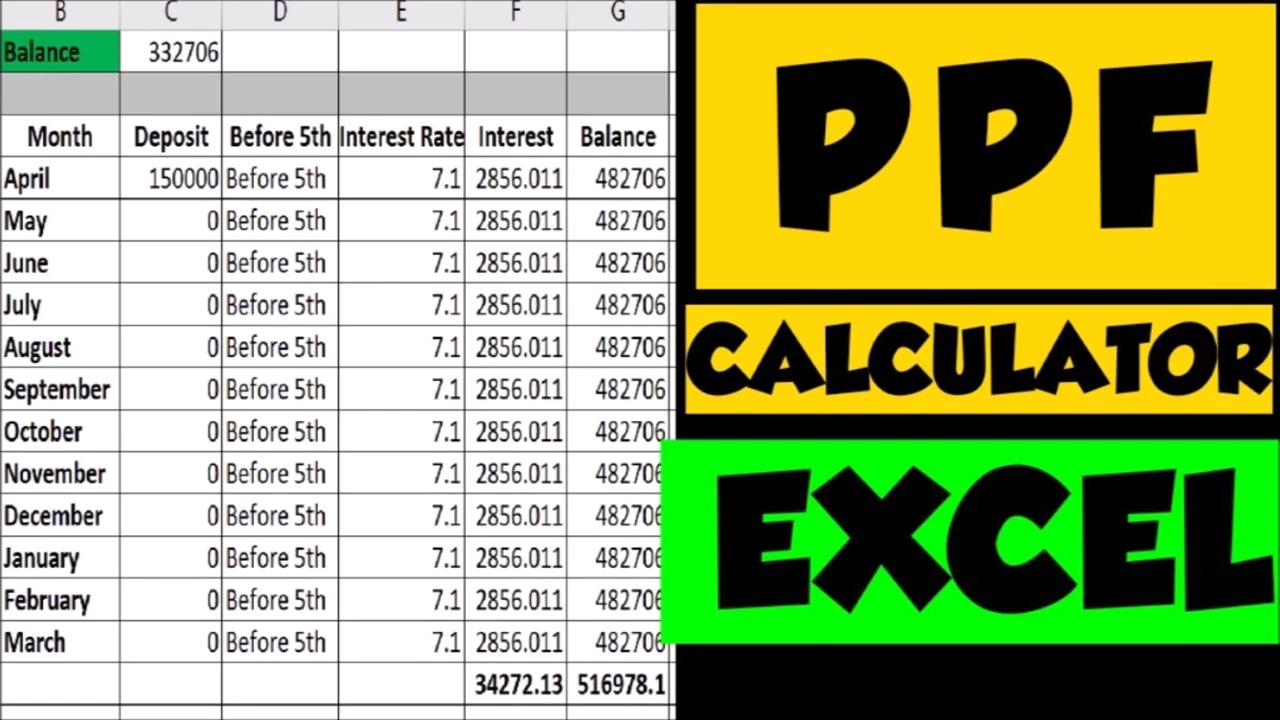 B C D E F G
Balance 332706
Month Deposit Before 5th Interest Rate Interest Balance
April 150000 Before 5th 7.1 2856.011 482706
May 0 Before 5th 7.1 2856.011 482706
June 0 Before 5th 7.1 2856.011 482706
July 0 Before 5th 7.1 2856.011 482706
August 0 Before 5th 7.1 2856.011 482706
September 0 Before 5th 7.1 2856.011 482706
October 0 Before 5th 7.1 2856.011 482706
November 0 Before 5th 7.1 2856.011 482706
December 0 Before 5th 7.1 2856.011 482706
January 0 Before 5th 7.1 2856.011 482706
February 0 Before 5th 7.1 2856.011 482706
March 0 Before 5th 7.1 2856.011 482706
34272.13 516978.1
PPF
CALCULATOR
EXCEL